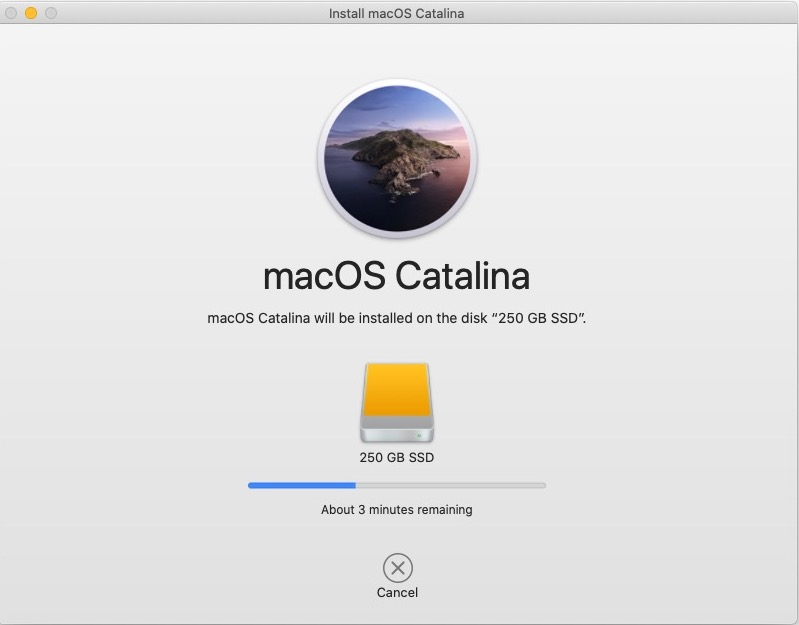 Install macOS Catalina
macOS Catalina
macOS Catalina will be installed on the disk “250 GB SSD”.
250 GB SSD
About 3 minutes remaining
Cancel